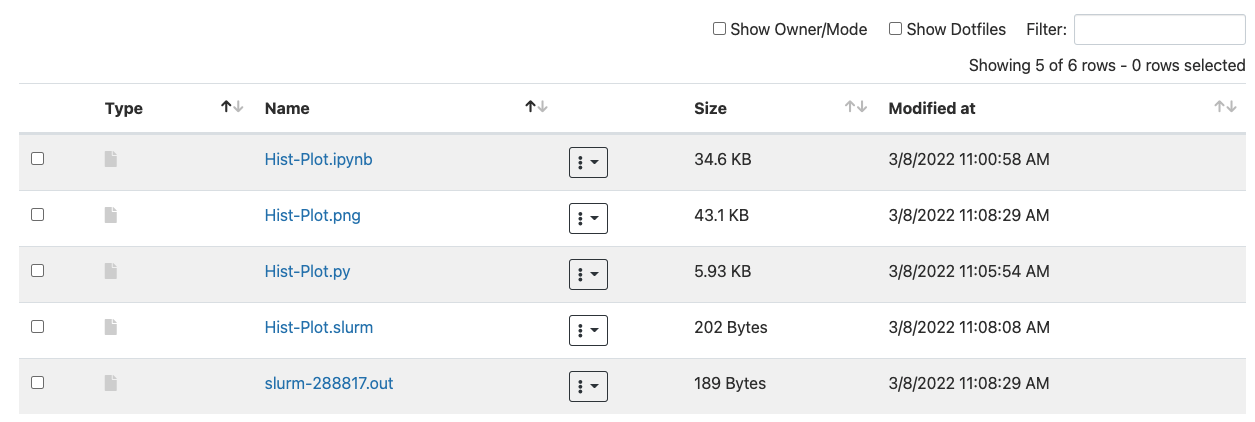 Show Owner/Mode Show Dotfiles Filter:
Showing 5 of 6 rows - 0 rows selected
Type Name Size Modified at
Hist-Plot.ipynb 34.6 KB 3/8/2022 11:00:58 AM
Hist-Plot.png 43.1 KB 3/8/2022 11:08:29 AM
Hist-Plot.py 5.93 KB 3/8/2022 11:05:54 AM
Hist-Plot.slurm 202 Bytes 3/8/2022 11:08:08 AM
slurm-288817.out 189 Bytes 3/8/2022 11:08:29 AM